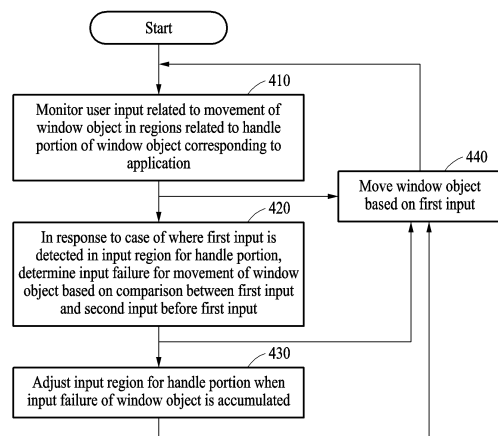 Start
410
Monitor user input related to movement of
window object in regions related to handle
portion of window object corresponding to
application
440
Move window object
based on first input
420
In response to case of where first input is
detected in input region for handle portion,
determine input failure for movement of window
object based on comparison between first input
and second input before first input
430
Adjust input region for handle portion when
input failure of window object is accumulated